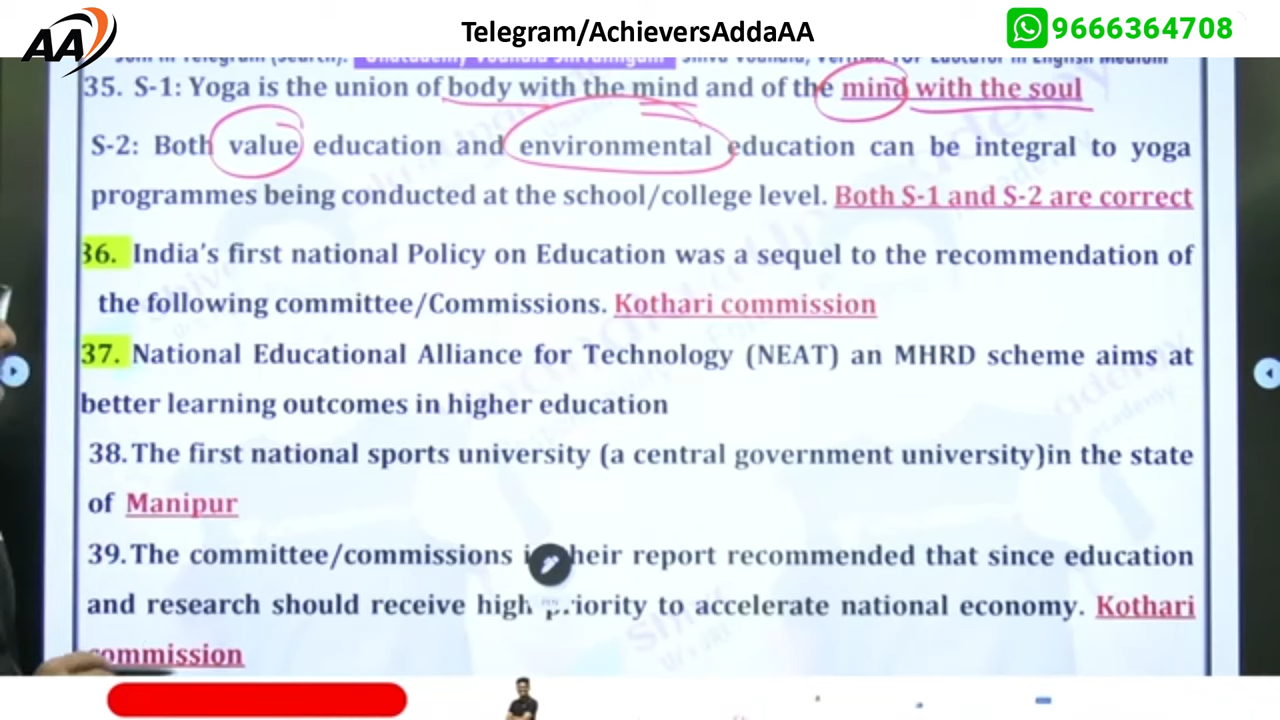 AA
Telegram/AchieversAddaAA
9666364708
35. S-1: Yoga is the union of body with the mind and of the mind with the soul
S-2: Both value education and environmental education can be integral to yoga
programmes being conducted at the school/college level. Both S-1 and S-2 are correct
36. India's first national Policy on Education was a sequel to the recommendation of
the following committee/Commissions. Kothari commission
37. National Educational Alliance for Technology (NEAT) an MHRD scheme aims at
better learning outcomes in higher education
38. The first national sports university (a central government university)in the state
of Manipur
39. The committee/commissions their report recommended that since education
and research should receive high priority to accelerate national economy. Kothari
commission